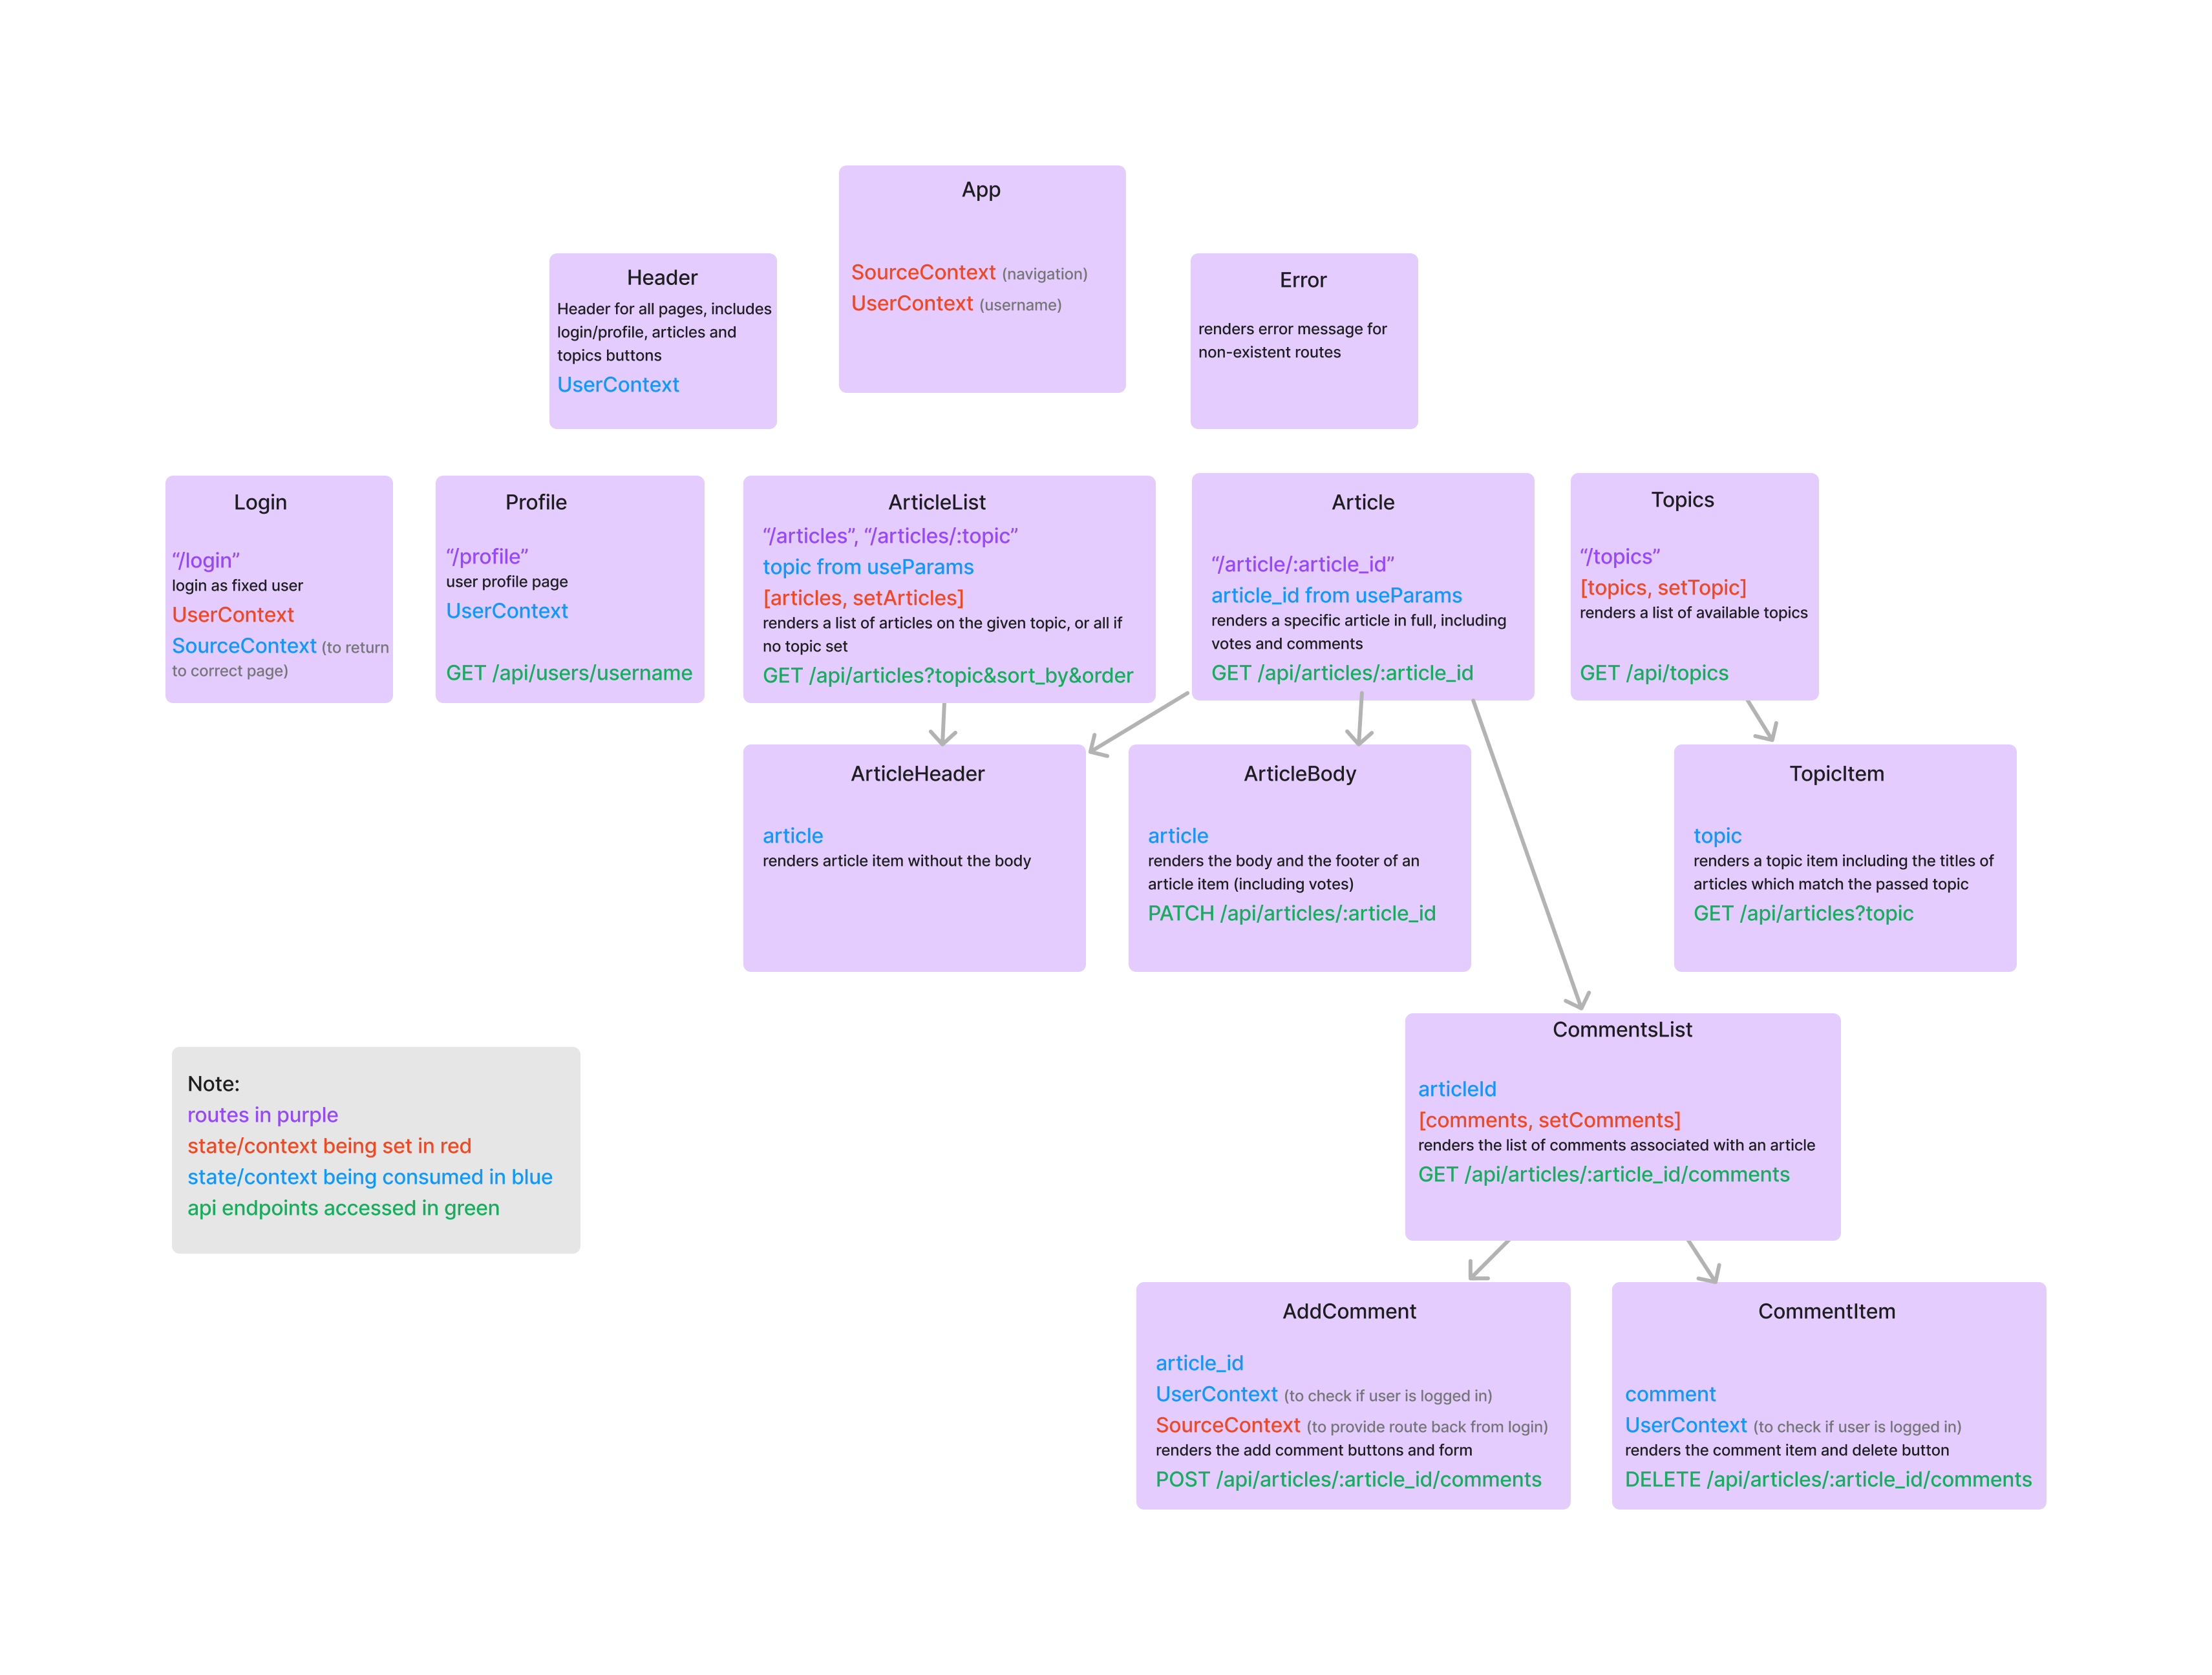 App
SourceContext (navigation)
UserContext (username)
Header
Header for all pages, includes
login/profile, articles and
topics buttons
UserContext
Error
renders error message for
non-existent routes
Login
“/login”
login as fixed user
UserContext
SourceContext (to return
to correct page)
Profile
“/profile”
user profile page
UserContext
GET /api/users/username
ArticleList
“/articles”, “/articles/:topic”
topic from useParams
[articles, setArticles]
renders a list of articles on the given topic, or all if
no topic set
GET /api/articles?topic&sort_by&order
Article
“/article/:article_id”
article_id from useParams
renders a specific article in full, including
votes and comments
GET /api/articles/:article_id
Topics
“/topics”
[topics, setTopic]
renders a list of available topics
GET /api/topics
ArticleHeader
article
renders article item without the body
ArticleBody
article
renders the body and the footer of an
article item (including votes)
PATCH /api/articles/:article_id
TopicItem
topic
renders a topic item including the titles of
articles which match the passed topic
GET /api/articles?topic
CommentsList
articleId
[comments, setComments]
renders the list of comments associated with an article
GET /api/articles/:article_id/comments
Note:
routes in purple
state/context being set in red
state/context being consumed in blue
api endpoints accessed in green
AddComment
article_id
UserContext (to check if user is logged in)
SourceContext (to provide route back from login)
renders the add comment buttons and form
POST /api/articles/:article_id/comments
CommentItem
comment
UserContext (to check if user is logged in)
renders the comment item and delete button
DELETE /api/articles/:article_id/comments